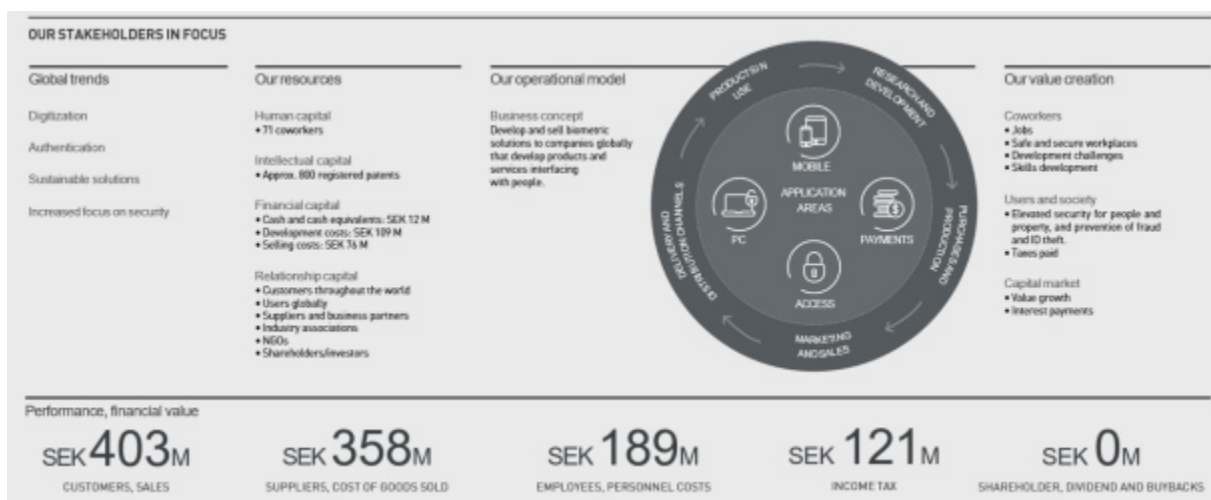 OUR STAKEHOLDERS IN FOCUS
Global trends
Digitization
Authentication
Sustainable solutions
Increased focus on security
Our resources
Human capital
• 71 coworkers
Intellectual capital
• Approx. 800 registered patents
Financial capital
• Cash and cash equivalents: SEK 12 M
• Development costs: SEK 109 M
• Selling costs: SEK 76 M
Relationship capital
• Customers throughout the world
• Users globally
• Suppliers and business partners
• Industry associations
• NGOs
• Shareholders/investors
Our operational model
Business concept
Develop and sell biometric
solutions to companies globally
that develop products and
services interfacing
with people.
PRODUCTS IN
USE
RESEARCH AND
DEVELOPMENT
PURCHASES AND
PRODUCTION
MARKETING
AND SALES
DELIVERY AND
DISTRIBUTION CHANNELS
MOBILE
APPLICATION
AREAS
PC
PAYMENTS
ACCESS
Our value creation
Coworkers
• Jobs
• Safe and secure workplaces
• Development challenges
• Skills development
Users and society
• Elevated security for people and
property, and prevention of fraud
and ID theft.
• Taxes paid
Capital market
• Value growth
• Interest payments
Performance, financial value
SEK 403M
CUSTOMERS, SALES
SEK 358M
SUPPLIERS, COST OF GOODS SOLD
SEK 189M
EMPLOYEES, PERSONNEL COSTS
SEK 121M
INCOME TAX
SEK 0M
SHAREHOLDER, DIVIDEND AND BUYBACKS